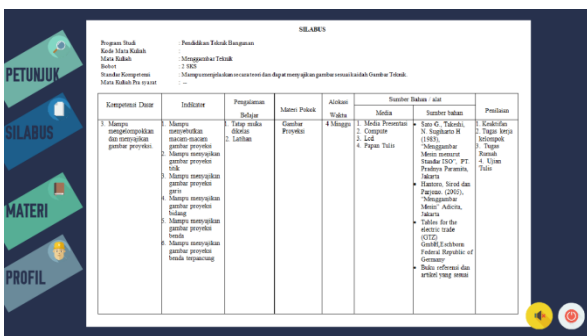 SILABUS
Program Studi : Pendidikan Teknik Bangunan
Kode Mata Kuliah :
Mata Kuliah : Menggambar Teknik
Bobot : 2 SKS
Standar Kompetensi : Mampu menjelaskan secara teori dan dapat menyajikan gambar sesuai kaidah Gambar Teknik.
Mata Kuliah Pra syarat : --
PETUNJUK
SILABUS
MATERI
PROFIL
Kompetensi Dasar
Indikator
Pengalaman
Belajar
Materi Pokok
Alokasi
Waktu
Sumber Bahan / alat
Media
Sumber bahan
Penilaian
3. Mampu
mengelompokkan
dan menyajikan
gambar proyeksi.
1. Mampu
menyebutkan
macam-macam
gambar proyeksi
2. Mampu menyajikan
gambar proyeksi
titik
3. Mampu menyajikan
gambar proyeksi
garis
4. Mampu menyajikan
gambar proyeksi
bidang
5. Mampu menyajikan
gambar proyeksi
benda
6. Mampu menyajikan
gambar proyeksi
benda terpancung
1. Tatap muka
dikelas
2. Latihan
Gambar
Proyeksi
4 Minggu
1. Media Presentasi
2. Compute
3. Lcd
4. Papan Tulis
• Sato G., Takeshi,
N. Sugiharto H
(1983),
"Menggambar
Mesin menurut
Standar ISO", PT.
Pradnya Paramita,
Jakarta
• Hantoro, Sirod dan
Parjono. (2005),
"Menggambar
Mesin" Adicita,
Jakarta
• Tables for the
electric trade
(GTZ)
GmbH,Eschborn
Federal Republic of
Germany
• Buku referensi dan
artikel yang sesuai
1. Keaktifan
2. Tugas kerja
kelompok
3. Tugas
Rumah
4. Ujian
Tulis